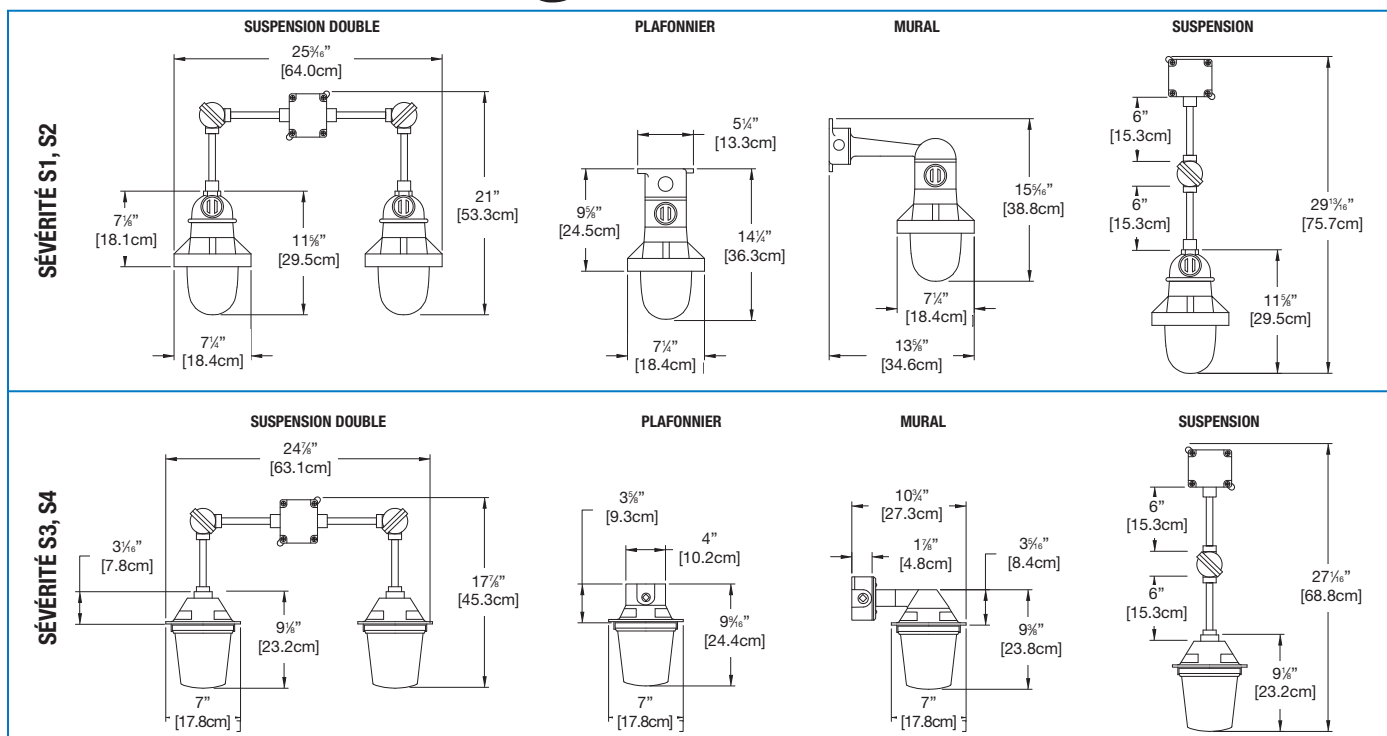 SÉVÉRITÉ S1, S2
SUSPENSION DOUBLE
25³⁄₁₆”
[64.0cm]
21”
[53.3cm]
7⅛”
[18.1cm]
11⅝”
[29.5cm]
7¼”
[18.4cm]
PLAFONNIER
5¼”
[13.3cm]
9⅝”
[24.5cm]
14¼”
[36.3cm]
7¼”
[18.4cm]
MURAL
15⁵⁄₁₆”
[38.8cm]
7¼”
[18.4cm]
13⅝”
[34.6cm]
SUSPENSION
6”
[15.3cm]
6”
[15.3cm]
29¹³⁄₁₆”
[75.7cm]
11⅝”
[29.5cm]
SÉVÉRITÉ S3, S4
SUSPENSION DOUBLE
24⅞”
[63.1cm]
3¹⁄₁₆”
[7.8cm]
17⅞”
[45.3cm]
9⅛”
[23.2cm]
7”
[17.8cm]
PLAFONNIER
3⅝”
[9.3cm]
4”
[10.2cm]
9⁹⁄₁₆”
[24.4cm]
7”
[17.8cm]
MURAL
10¾”
[27.3cm]
1⅞”
[4.8cm]
3⁵⁄₁₆”
[8.4cm]
9⅜”
[23.8cm]
7”
[17.8cm]
SUSPENSION
6”
[15.3cm]
6”
[15.3cm]
27¹⁄₁₆”
[68.8cm]
9⅛”
[23.2cm]